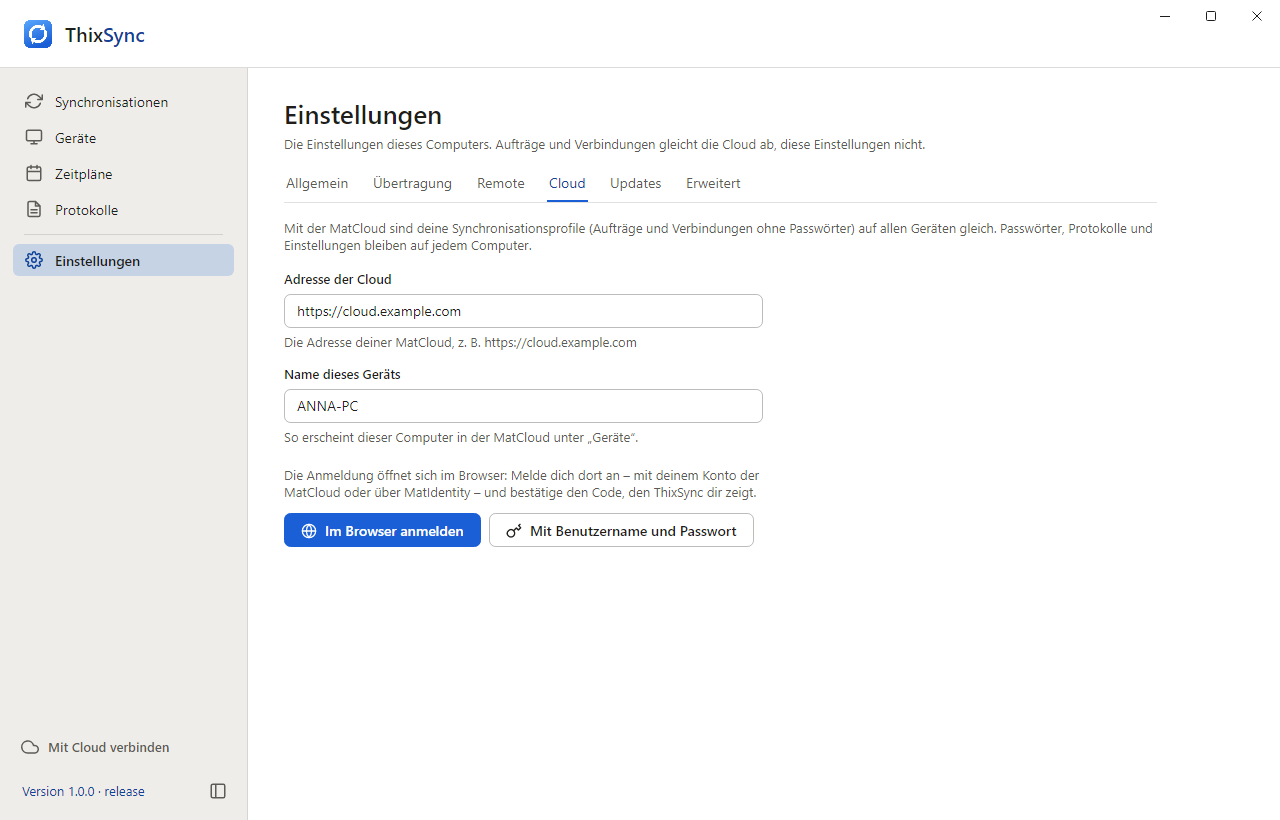 ThixSync
Synchronisationen
Geräte
Zeitpläne
Protokolle
Einstellungen
Mit Cloud verbinden
Version 1.0.0 · release
Einstellungen
Die Einstellungen dieses Computers. Aufträge und Verbindungen gleicht die Cloud ab, diese Einstellungen nicht.
Allgemein Übertragung Remote Cloud Updates Erweitert
Mit der MatCloud sind deine Synchronisationsprofile (Aufträge und Verbindungen ohne Passwörter) auf allen Geräten gleich. Passwörter, Protokolle und
Einstellungen bleiben auf jedem Computer.
Adresse der Cloud
https://cloud.example.com
Die Adresse deiner MatCloud, z. B. https://cloud.example.com
Name dieses Geräts
ANNA-PC
So erscheint dieser Computer in der MatCloud unter „Geräte“.
Die Anmeldung öffnet sich im Browser: Melde dich dort an – mit deinem Konto der
MatCloud oder über MatIdentity – und bestätige den Code, den ThixSync dir zeigt.
Im Browser anmelden
Mit Benutzername und Passwort